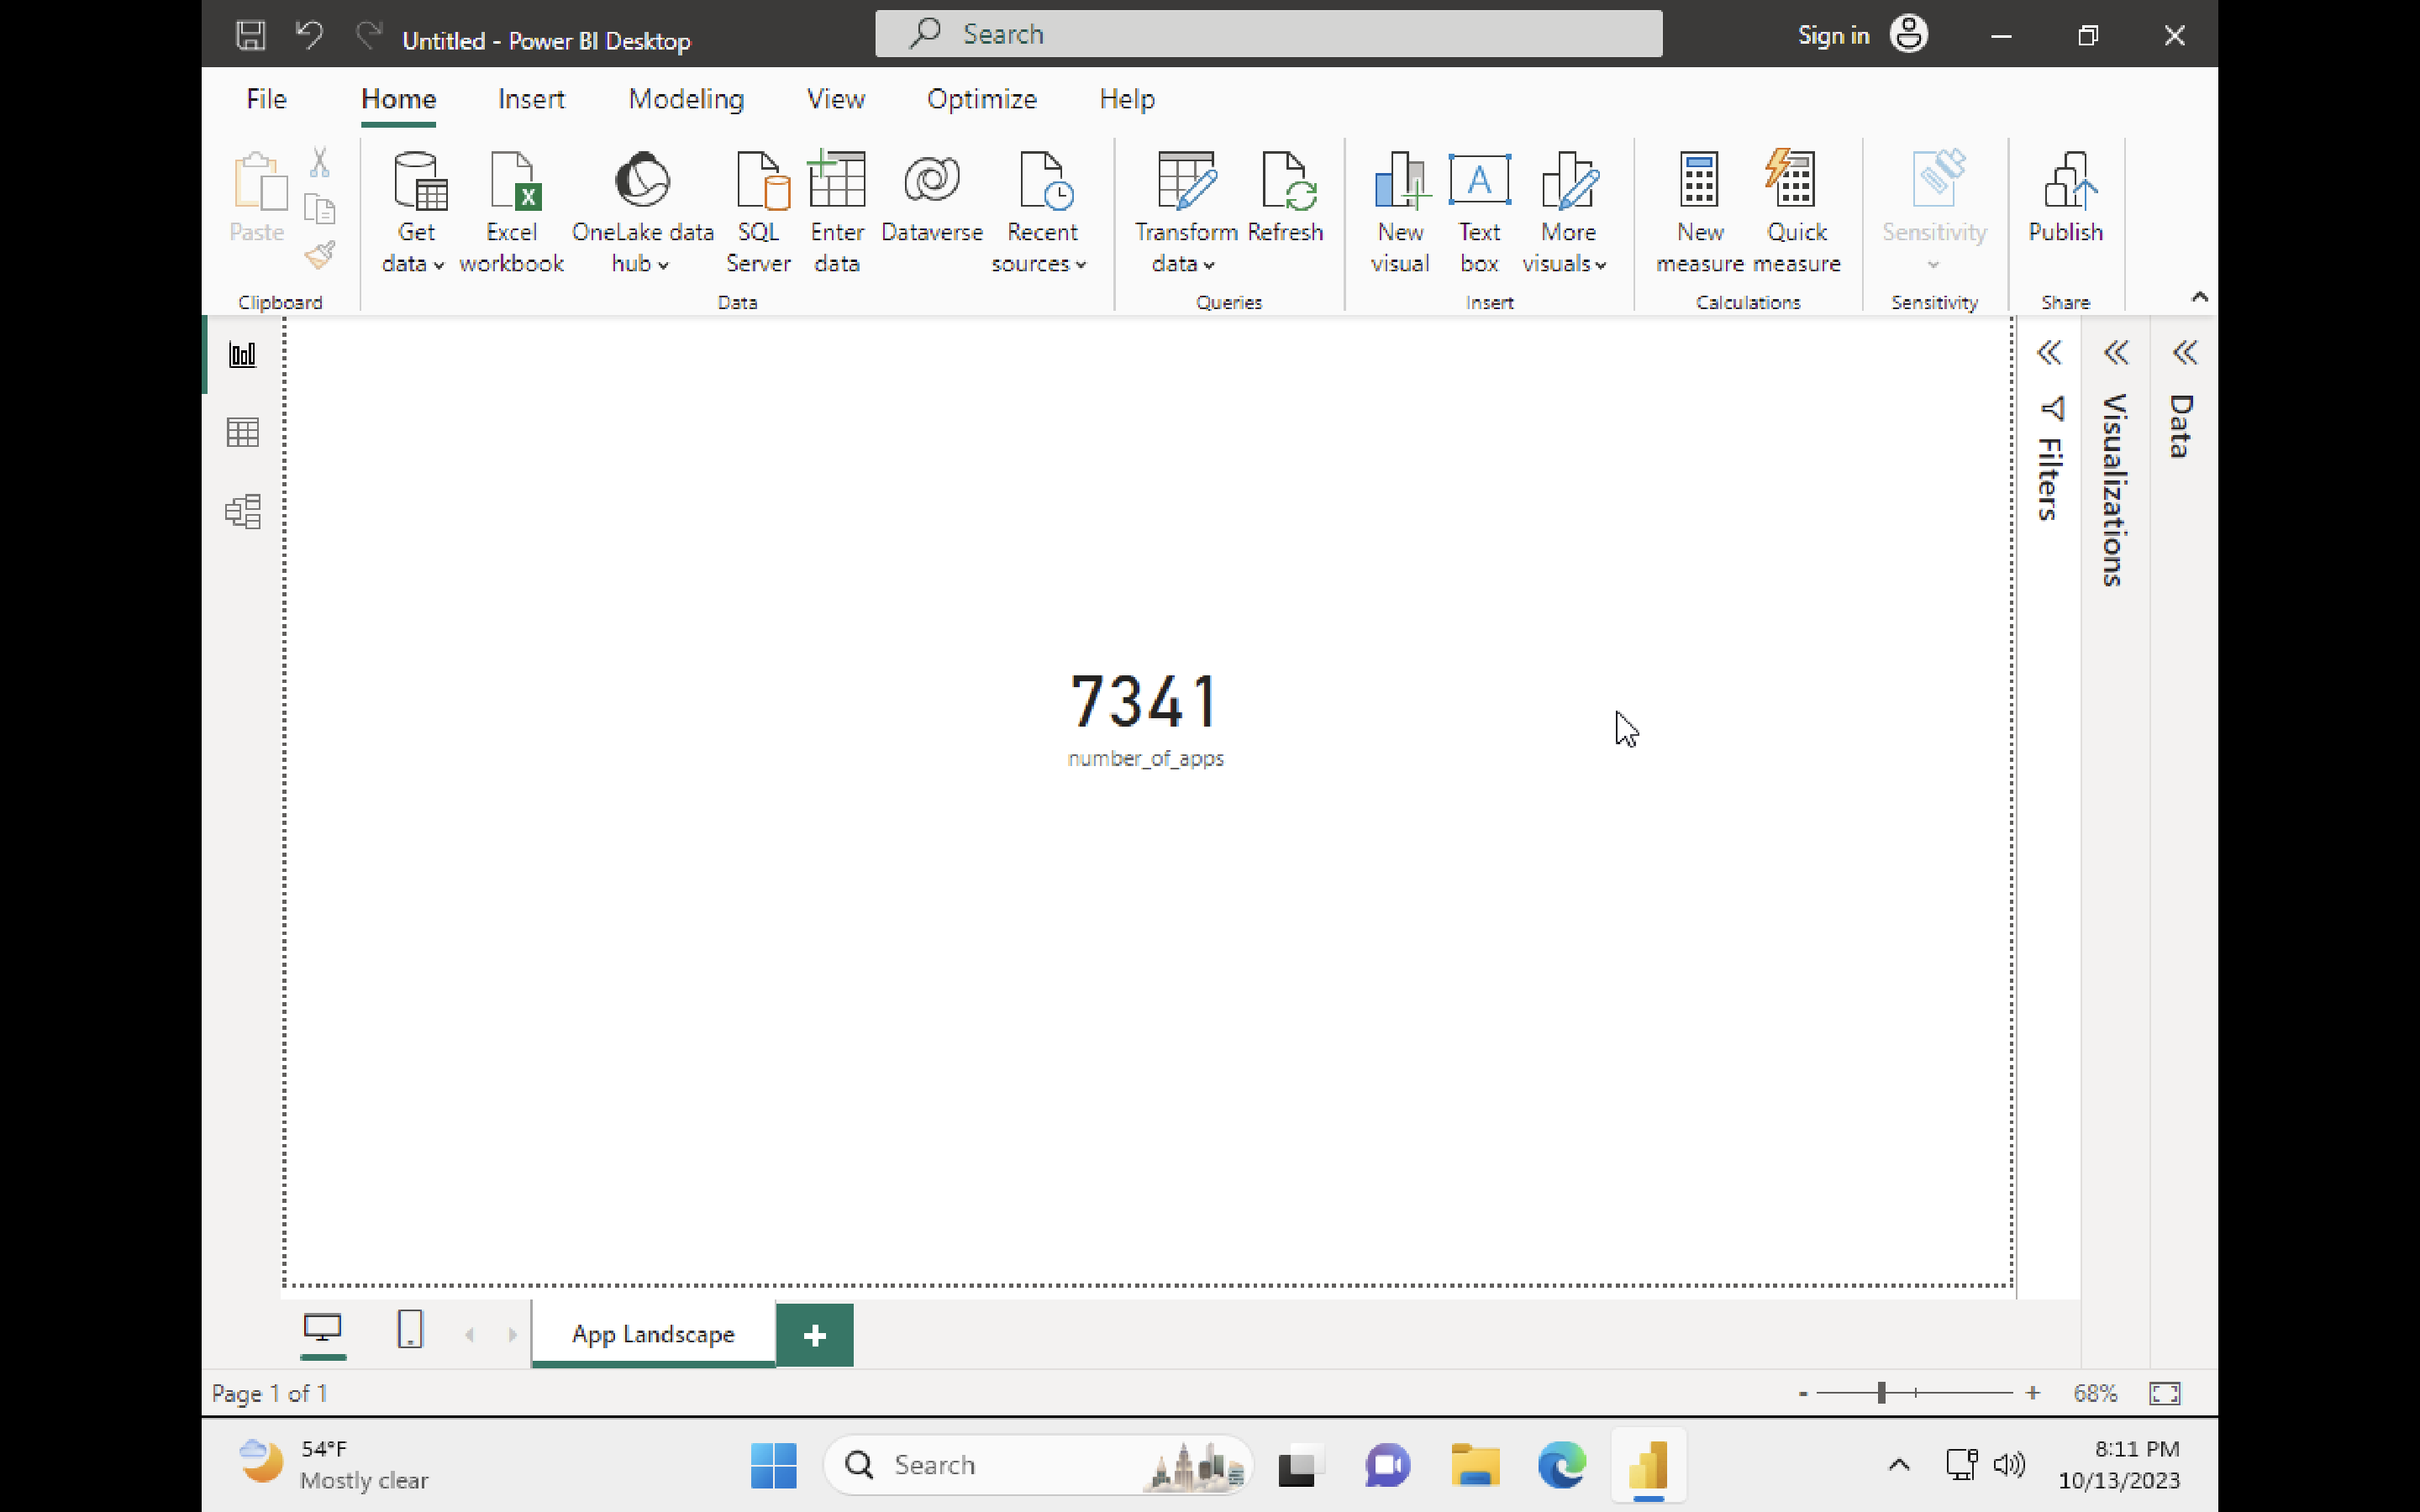 Untitled - Power BI Desktop
Search
Sign in
File
Home
Insert
Modeling
View
Optimize
Help
Paste
Clipboard
Get
data
Excel
workbook
OneLake data
hub
SQL
Server
Enter
data
Dataverse
Recent
sources
Data
Transform
data
Refresh
Queries
New
visual
A
Text
box
More
visuals
Insert
New
measure
Quick
measure
Calculations
Sensitivity
Sensitivity
Publish
Share
Filters
Visualizations
Data
7341
number_of_apps
App Landscape
Page 1 of 1
- + 68%
54°F
Mostly clear
Search
8:11 PM
10/13/2023